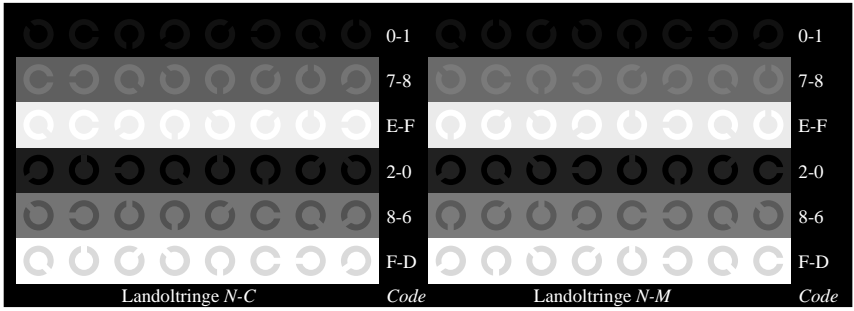 0-1 0-1
7-8 7-8
E-F E-F
2-0 2-0
8-6 8-6
F-D F-D
Landoltringe N-C Code Landoltringe N-M Code